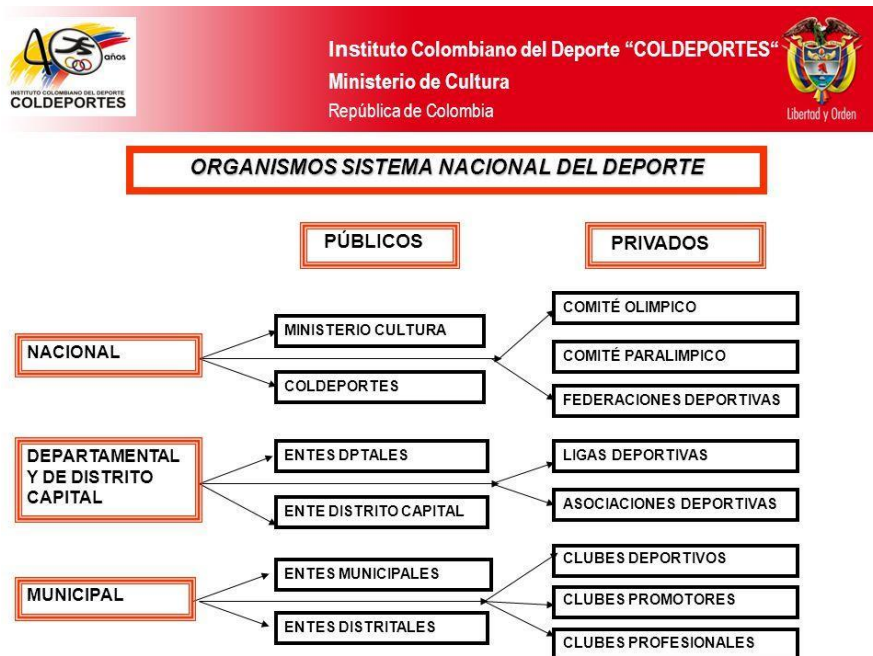 40 años
INSTITUTO COLOMBIANO DEL DEPORTE
COLDEPORTES
Instituto Colombiano del Deporte “COLDEPORTES“
Ministerio de Cultura
República de Colombia
Libertad y Orden
ORGANISMOS SISTEMA NACIONAL DEL DEPORTE
PÚBLICOS
PRIVADOS
NACIONAL
MINISTERIO CULTURA
COLDEPORTES
COMITÉ OLIMPICO
COMITÉ PARALIMPICO
FEDERACIONES DEPORTIVAS
DEPARTAMENTAL
Y DE DISTRITO
CAPITAL
ENTES DPTALES
ENTE DISTRITO CAPITAL
LIGAS DEPORTIVAS
ASOCIACIONES DEPORTIVAS
MUNICIPAL
ENTES MUNICIPALES
ENTES DISTRITALES
CLUBES DEPORTIVOS
CLUBES PROMOTORES
CLUBES PROFESIONALES